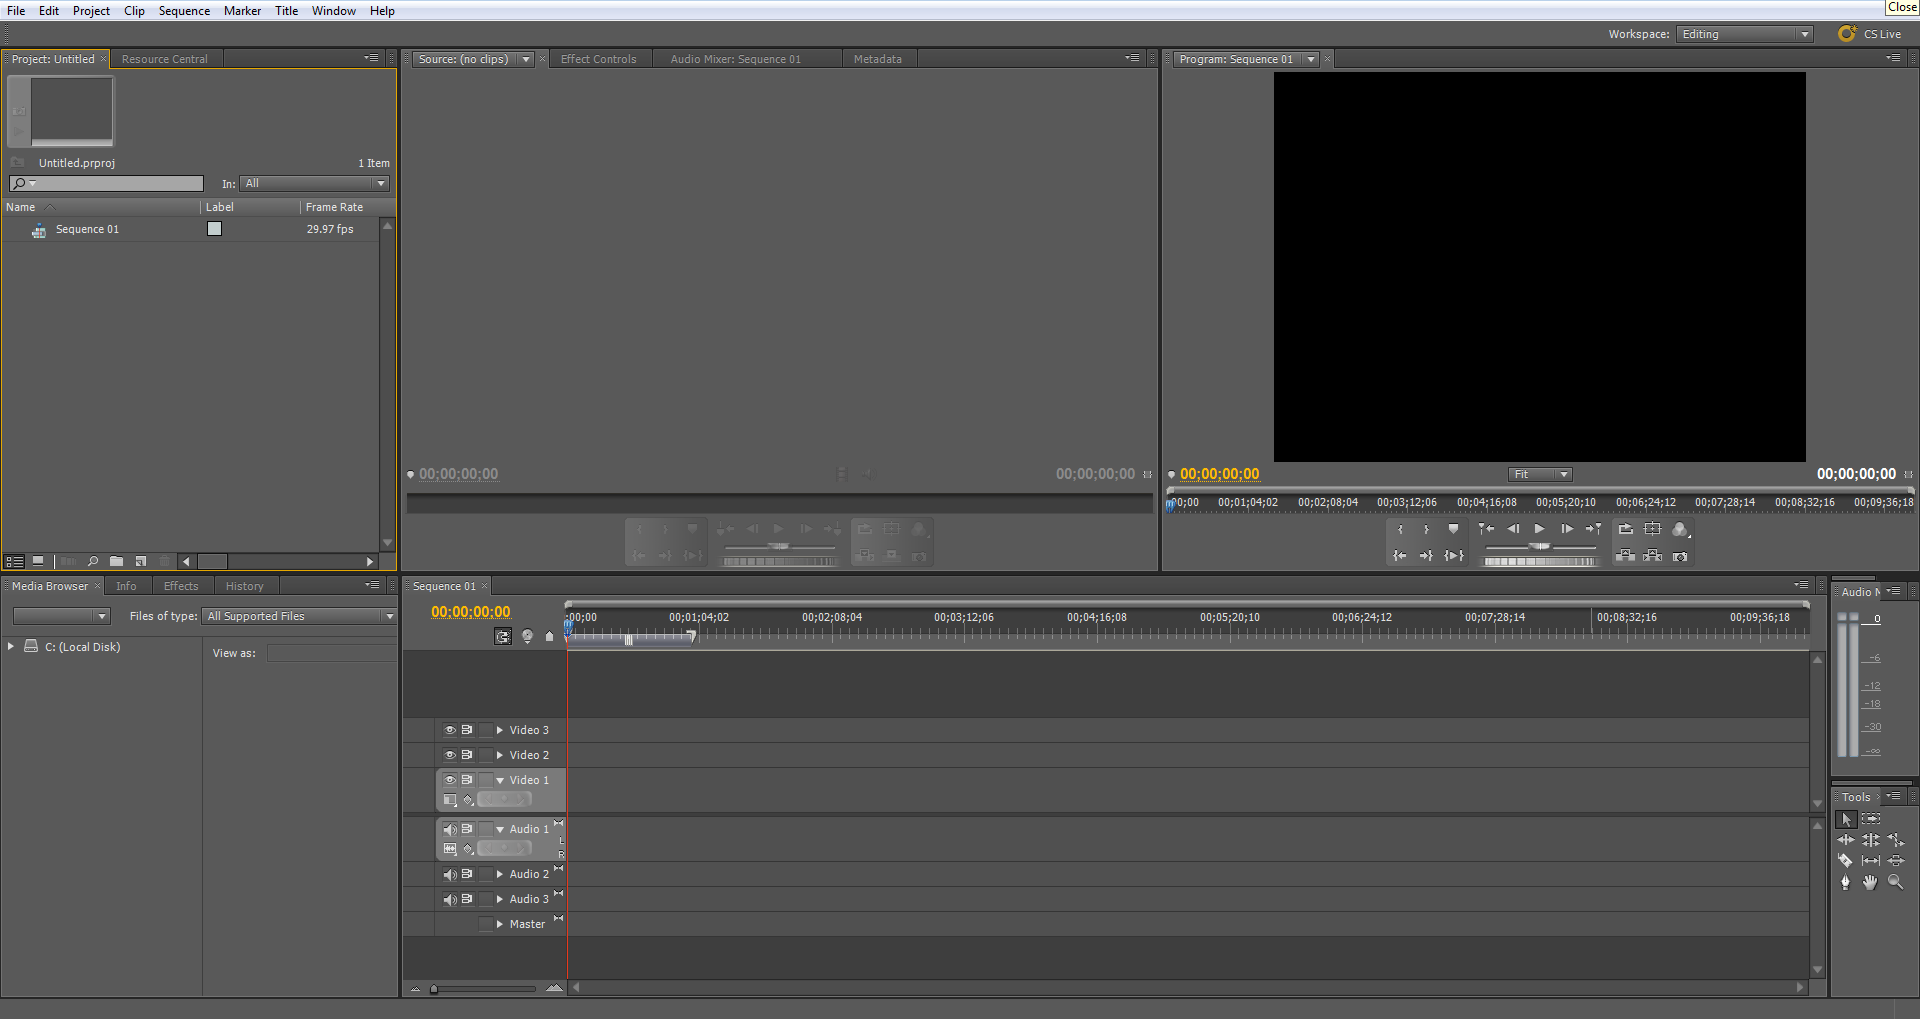 File Edit Project Clip Sequence Marker Title Window Help
Close
Workspace: Editing CS Live
Project: Untitled Resource Central
Source: (no clips) Effect Controls Audio Mixer: Sequence 01 Metadata
Program: Sequence 01
Untitled.prproj 1 Item
In: All
Name Label Frame Rate
Sequence 01 29.97 fps
00;00;00;00 00;00;00;00
00;00;00;00 Fit 00;00;00;00
00;00 00;01;04;02 00;02;08;04 00;03;12;06 00;04;16;08 00;05;20;10 00;06;24;12 00;07;28;14 00;08;32;16 00;09;36;18
Media Browser Info Effects History
Files of type: All Supported Files
C: (Local Disk)
View as:
Sequence 01
00;00;00;00
;00;00 00;01;04;02 00;02;08;04 00;03;12;06 00;04;16;08 00;05;20;10 00;06;24;12 00;07;28;14 00;08;32;16 00;09;36;18
Video 3
Video 2
Video 1
Audio 1
L
R
Audio 2
Audio 3
Master
Audio M
0
-6
-12
-18
-30
-∞
Tools